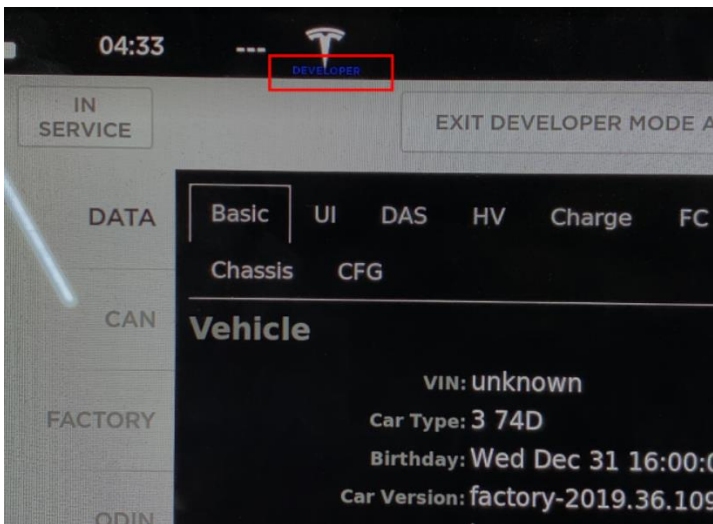 04:33 ---
DEVELOPER
IN
SERVICE
EXIT DEVELOPER MODE A
DATA
Basic UI DAS HV Charge FC
Chassis CFG
CAN
Vehicle
VIN: unknown
FACTORY
Car Type: 3 74D
Birthday: Wed Dec 31 16:00:0
Car Version: factory-2019.36.109
ODIN